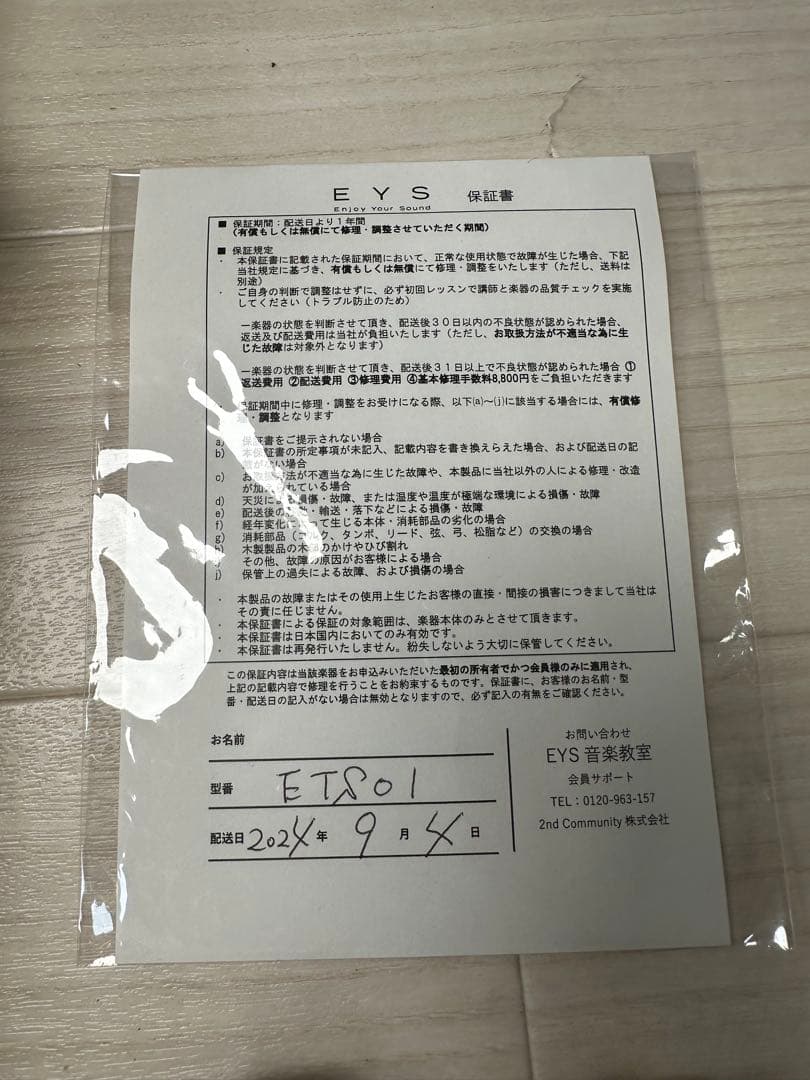 EYS 保証書
Enjoy Your Sound
■ 保証期間：配送日より1年間
（有償もしくは無償にて修理・調整させていただく期間）
■ 保証規定
・ 本保証書に記載された保証期間において、正常な使用状態で故障が生じた場合、下記
当社規定に基づき、有償もしくは無償にて修理・調整をいたします（ただし、送料は
別途）
・ ご自身の判断で調整はせずに、必ず初回レッスンで講師と楽器の品質チェックを実施
してください（トラブル防止のため）
―楽器の状態を判断させて頂き、配送後30日以内の不良状態が認められた場合、
返送及び配送費用は当社が負担いたします（ただし、お取扱方法が不適当な為に生
じた故障は対象外となります）
―楽器の状態を判断させて頂き、配送後31日以上で不良状態が認められた場合 ①
返送費用 ②配送費用 ③修理費用 ④基本修理手数料8,800円をご負担いただきます
保証期間中に修理・調整をお受けになる際、以下(a)～(j)に該当する場合には、有償修
理・調整となります
a) 保証書をご提示されない場合
b) 本保証書の所定事項が未記入、記載内容を書き換えらえた場合、および配送日の記
ない場合
c) お取扱方法が不適当な為に生じた故障や、本製品に当社以外の人による修理・改造
が加 れている場合
d) 天災に 損傷・故障、または湿度や温度が極端な環境による損傷・故障
e) 配送後の ・輸送・落下などによる損傷・故障
f) 経年変化 て生じる本体・消耗部品の劣化の場合
g) 消耗部品（ ク、タンポ、リード、弦、弓、松脂など）の交換の場合
h) 木製製品の木 のかけやひび割れ
その他、故障の原因がお客様による場合
j) 保管上の過失による故障、および損傷の場合
・ 本製品の故障またはその使用上生じたお客様の直接・間接の損害につきまして当社は
その責に任じません。
・ 本保証書による保証の対象範囲は、楽器本体のみとさせて頂きます。
・ 本保証書は日本国内においてのみ有効です。
・ 本保証書は再発行いたしません。紛失しないよう大切に保管してください。
この保証内容は当該楽器をお申込みいただいた最初の所有者でかつ会員様のみに適用され、
上記の記載内容で修理を行うことをお約束するものです。保証書に、お客様のお名前・型
番・配送日の記入がない場合は無効となりますので、必ず記入の有無をご確認ください。
お名前
型番 ETS01
配送日 2024 年 9 月 4 日
お問い合わせ
EYS 音楽教室
会員サポート
TEL：0120-963-157
2nd Community 株式会社